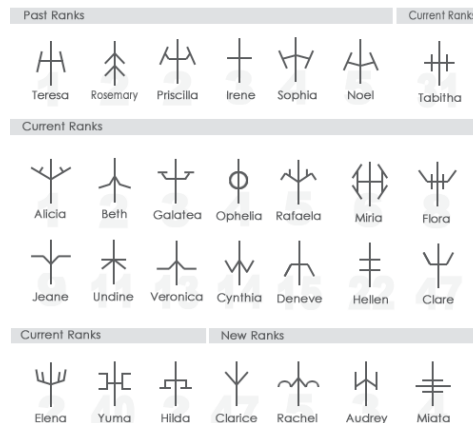 Past Ranks Current Ranks
Teresa Rosemary Priscilla Irene Sophia Noel Tabitha
Current Ranks
Alicia Beth Galatea Ophelia Rafaela Miria Flora
Jeane Undine Veronica Cynthia Deneve Hellen Clare
Current Ranks New Ranks
Elena Yuma Hilda Clarice Rachel Audrey Miata